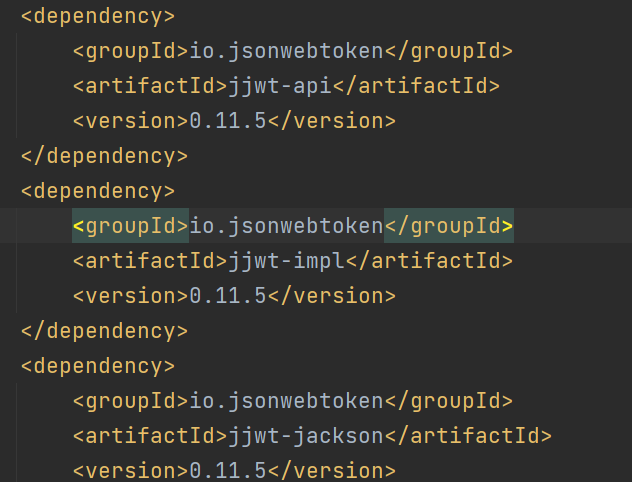 <dependency>
<groupId>io.jsonwebtoken</groupId>
<artifactId>jjwt-api</artifactId>
<version>0.11.5</version>
</dependency>
<dependency>
<groupId>io.jsonwebtoken</groupId>
<artifactId>jjwt-impl</artifactId>
<version>0.11.5</version>
</dependency>
<dependency>
<groupId>io.jsonwebtoken</groupId>
<artifactId>jjwt-jackson</artifactId>
<version>0.11.5</version>